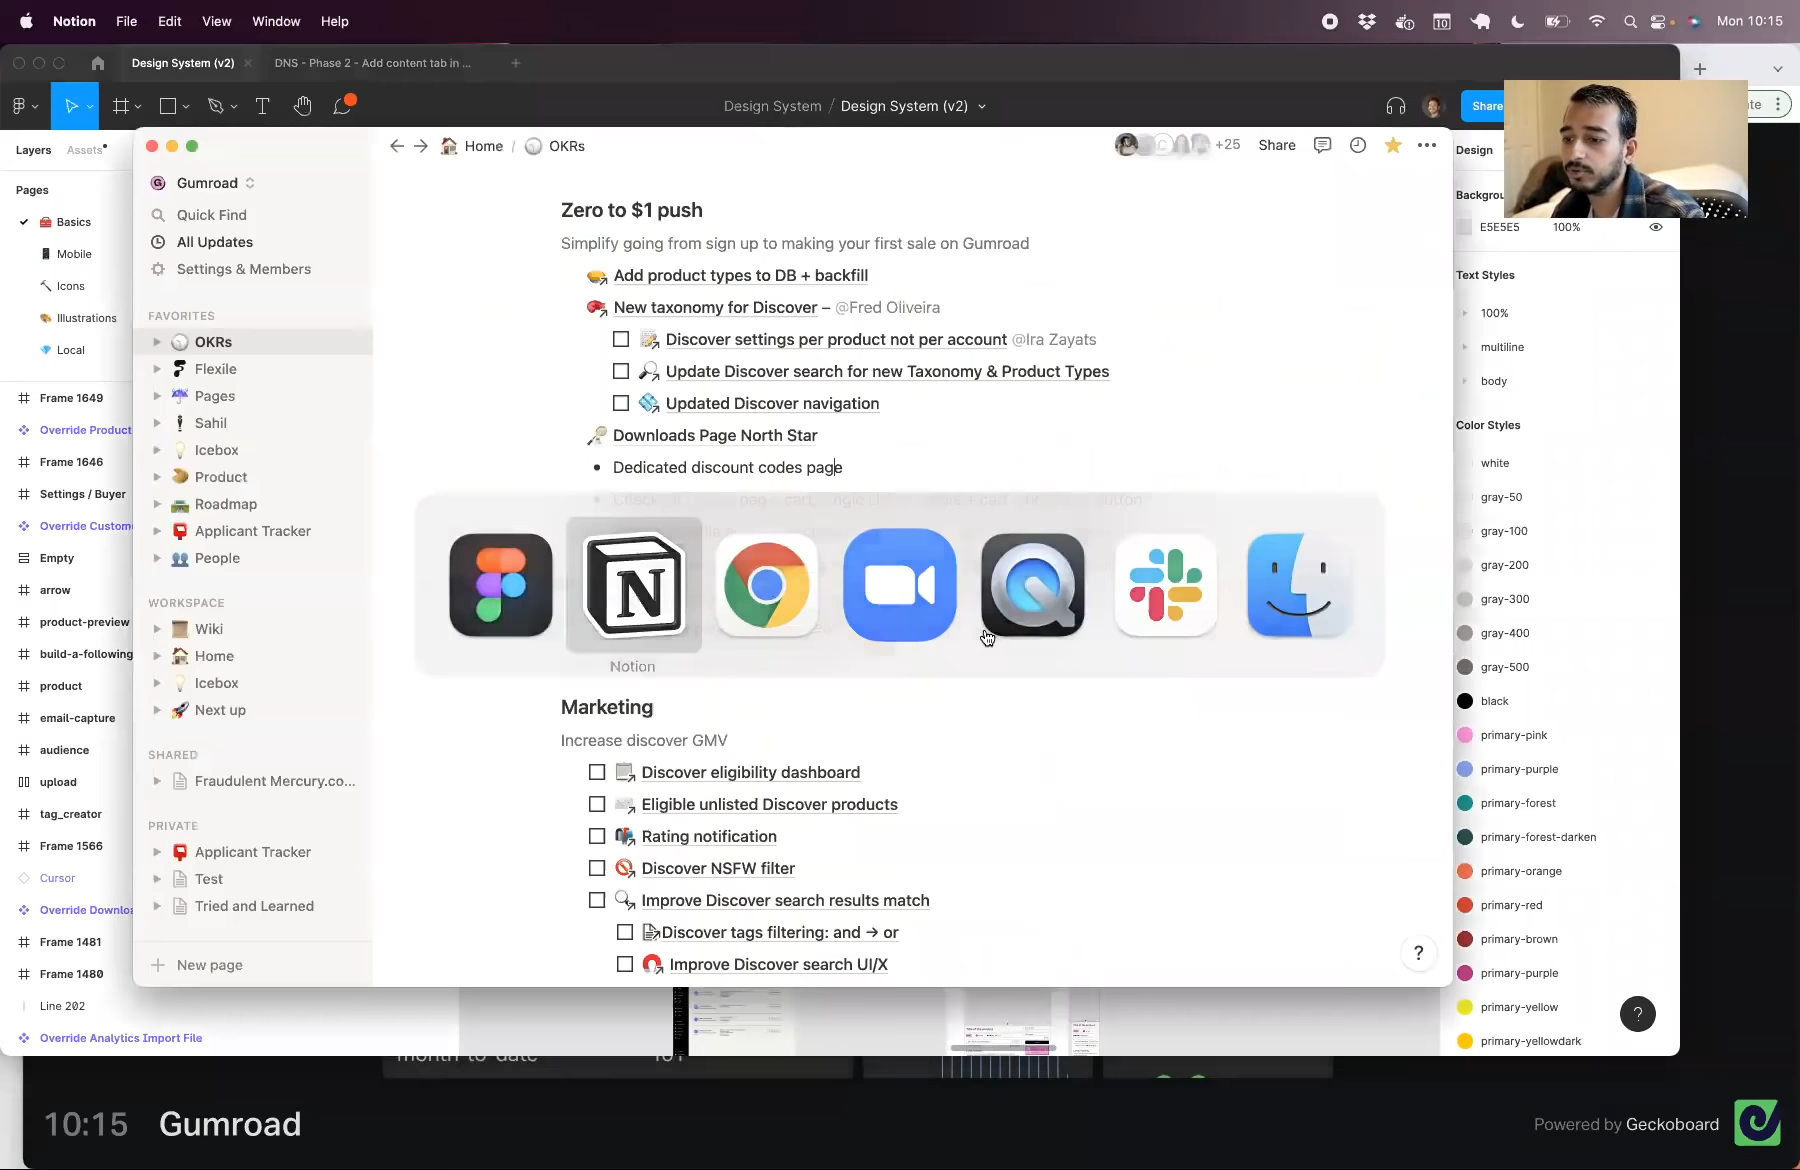 Notion File Edit View Window Help
10
Mon 10:15
Design System (v2)
DNS - Phase 2 - Add content tab in ...
Design System / Design System (v2)
Share
Layers
Assets
Pages
Basics
Mobile
Icons
Illustrations
Local
Frame 1649
Override Product
Frame 1646
Settings / Buyer
Override Custom
Empty
arrow
product-preview
build-a-following
product
email-capture
audience
upload
tag_creator
Frame 1566
Cursor
Override Downlo
Frame 1481
Frame 1480
Line 202
Override Analytics Import File
G Gumroad
Quick Find
All Updates
Settings & Members
FAVORITES
OKRs
Flexile
Pages
Sahil
Icebox
Product
Roadmap
Applicant Tracker
People
WORKSPACE
Wiki
Home
Icebox
Next up
SHARED
Fraudulent Mercury.co...
PRIVATE
Applicant Tracker
Test
Tried and Learned
New page
Home / OKRs
C
+25
Share
Zero to $1 push
Simplify going from sign up to making your first sale on Gumroad
Add product types to DB + backfill
New taxonomy for Discover – @Fred Oliveira
Discover settings per product not per account @Ira Zayats
Update Discover search for new Taxonomy & Product Types
Updated Discover navigation
Downloads Page North Star
Dedicated discount codes page
N
Notion
Marketing
Increase discover GMV
Discover eligibility dashboard
Eligible unlisted Discover products
Rating notification
Discover NSFW filter
Improve Discover search results match
Discover tags filtering: and → or
Improve Discover search UI/X
?
Design
E5E5E5 100%
Text Styles
100%
multiline
body
Color Styles
white
gray-50
gray-100
gray-200
gray-300
gray-400
gray-500
black
primary-pink
primary-purple
primary-forest
primary-forest-darken
primary-orange
primary-red
primary-brown
primary-purple
primary-yellow
primary-yellowdark
?
10:15 Gumroad
Powered by Geckoboard